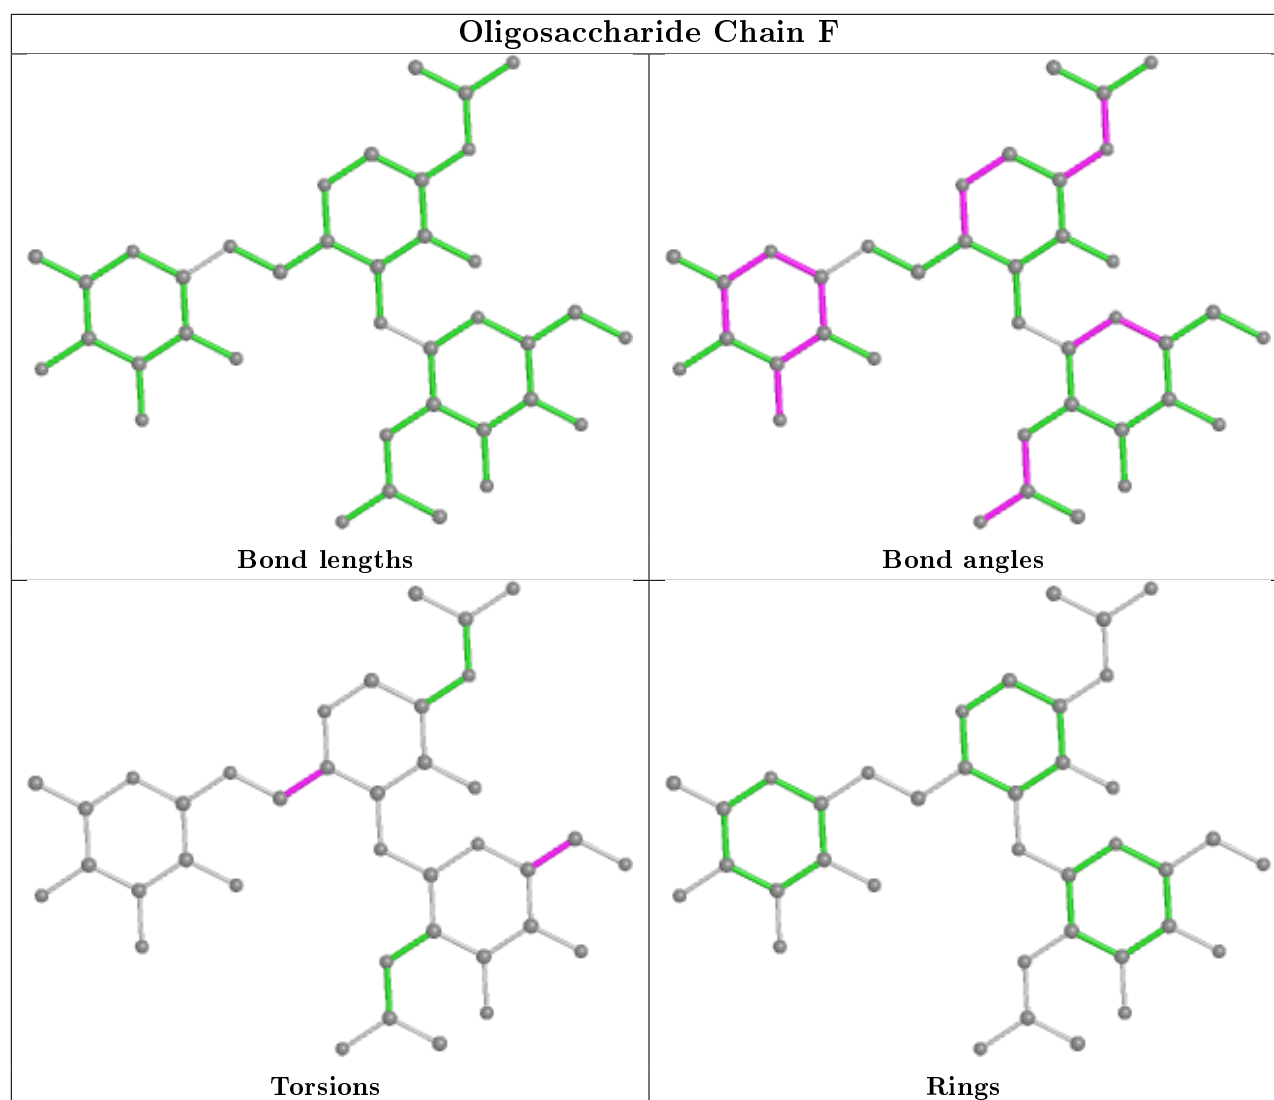 Oligosaccharide Chain F
Bond lengths
Bond angles
Torsions
Rings